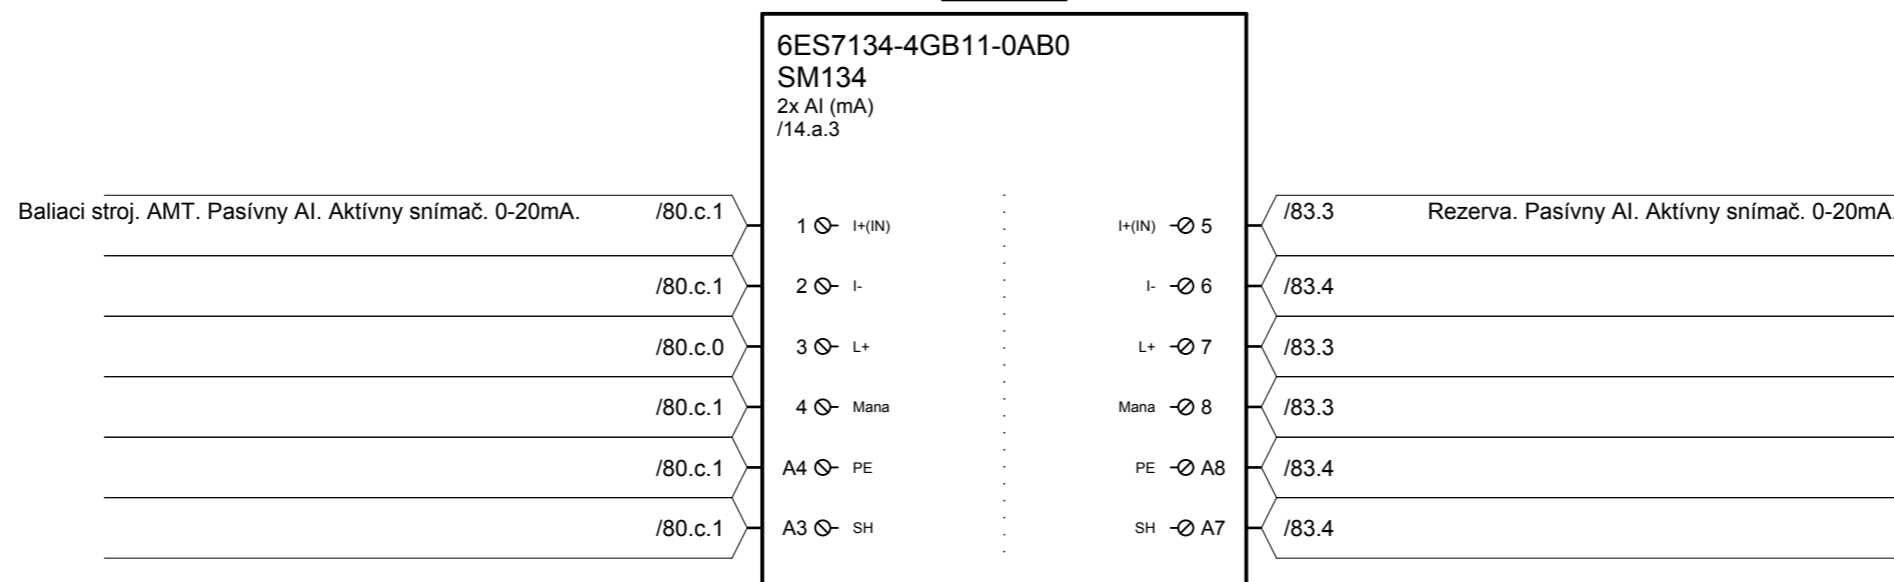 6ES7134-4GB11-0AB0
SM134
2x AI (mA)
/14.a.3
Baliaci stroj. AMT. Pasívny AI. Aktívny snímač. 0-20mA. /80.c.1 1 I+(IN) I+(IN) 5 /83.3 Rezerva. Pasívny AI. Aktívny snímač. 0-20mA.
/80.c.1 2 I- I- 6 /83.4
/80.c.0 3 L+ L+ 7 /83.3
/80.c.1 4 Mana Mana 8 /83.3
/80.c.1 A4 PE PE A8 /83.4
/80.c.1 A3 SH SH A7 /83.4